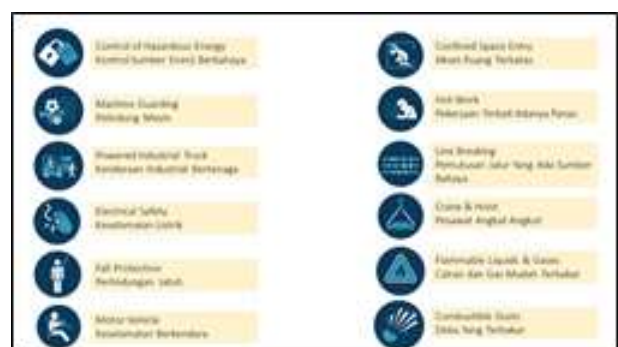 Control of Hazardous Energy
Kontrol Sumber Energi Berbahaya
Machine Guarding
Pelindung Mesin
Powered Industrial Truck
Kendaraan Industrial Bertenaga
Electrical Safety
Keselamatan Listrik
Fall Protection
Perlindungan Jatuh
Motor Vehicle
Keselamatan Berkendara
Confined Space Entry
Akses Ruang Terbatas
Hot Work
Pekerjaan Terkait Adanya Panas
Line Breaking
Pemutusan Jalur Yang Ada Sumber
Bahaya
Crane & Hoist
Pesawat Angkat Angkut
Flammable Liquids & Gases
Cairan dan Gas Mudah Terbakar
Combustible Dusts
Debu Yang Terbakar